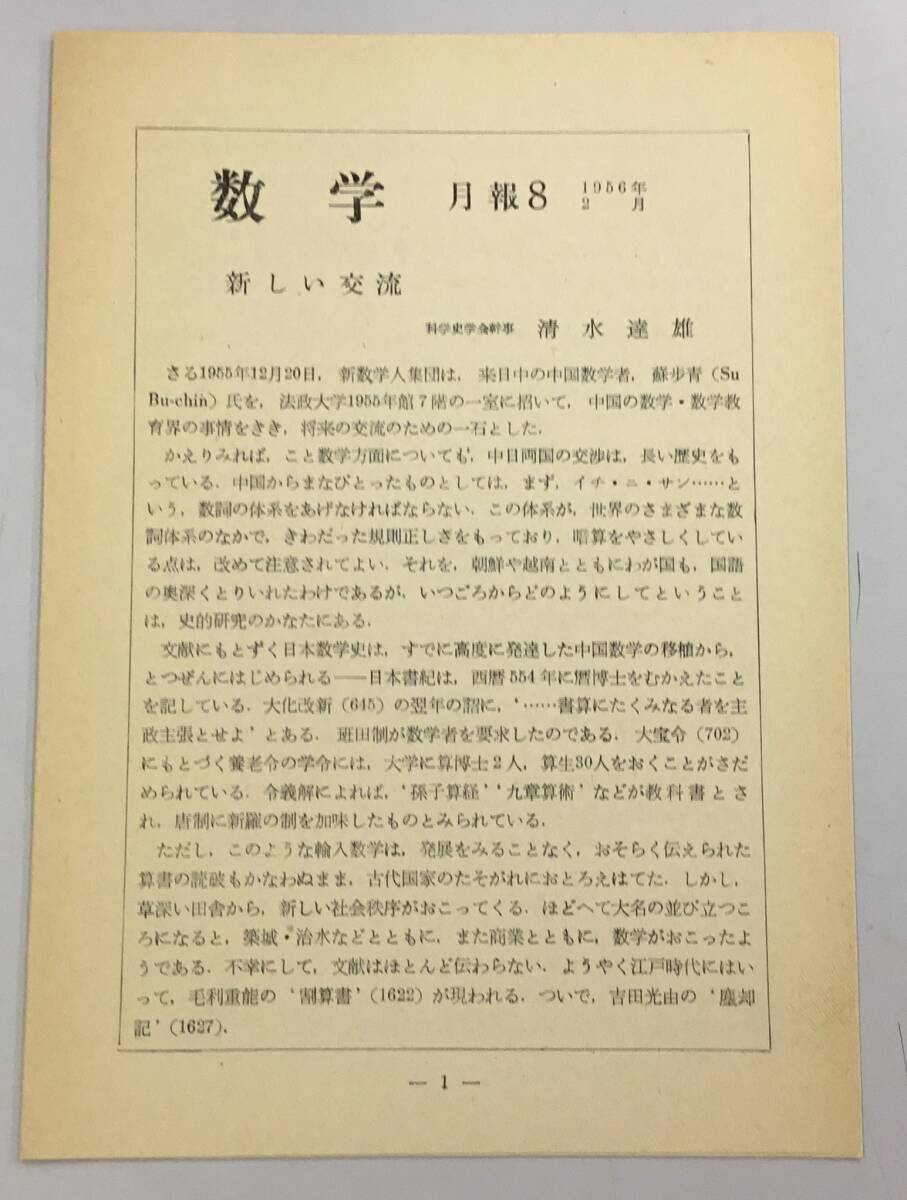 数学 月報8 1956年2月
新しい交流
科学史学会幹事 清水達雄
さる1955年12月20日，新数学人集団は，来日中の中国数学者，蘇歩青（Su
Bu-chin）氏を，法政大学1955年館7階の一室に招いて，中国の数学・数学教
育界の事情をきき，将来の交流のための一石とした．
かえりみれば，こと数学方面についても，中日両国の交渉は，長い歴史をも
っている．中国からまなびとったものとしては，まず，イチ・ニ・サン……と
いう，数詞の体系をあげなければならない．この体系が，世界のさまざまな数
詞体系のなかで，きわだった規則正しさをもっており，暗算をやさしくしてい
る点は，改めて注意されてよい．それを，朝鮮や越南とともにわが国も，国語
の奥深くとりいれたわけであるが，いつごろからどのようにしてということ
は，史的研究のかなたにある．
文献にもとずく日本数学史は，すでに高度に発達した中国数学の移植から，
とつぜんにはじめられる——日本書紀は，西暦554年に暦博士をむかえたこと
を記している．大化改新（645）の翌年の詔に，‘……書算にたくみなる者を主
政主張とせよ’とある．班田制が数学者を要求したのである．大宝令（702）
にもとづく養老令の学令には，大学に算博士2人，算生30人をおくことがさだ
められている．令義解によれば，‘孫子算経’‘九章算術’などが教科書とさ
れ，唐制に新羅の制を加味したものとみられている．
ただし，このような輸入数学は，発展をみることなく，おそらく伝えられた
算書の読破もかなわぬまま，古代国家のたそがれにおとろえはてた．しかし，
草深い田舎から，新しい社会秩序がおこってくる．ほどへて大名の並び立つこ
ろになると，築城・治水などとともに，また商業とともに，数学がおこったよ
うである．不幸にして，文献はほとんど伝わらない．ようやく江戸時代にはい
って，毛利重能の‘割算書’（1622）が現われる．ついで，吉田光由の‘塵却
記’（1627）．
— 1 —